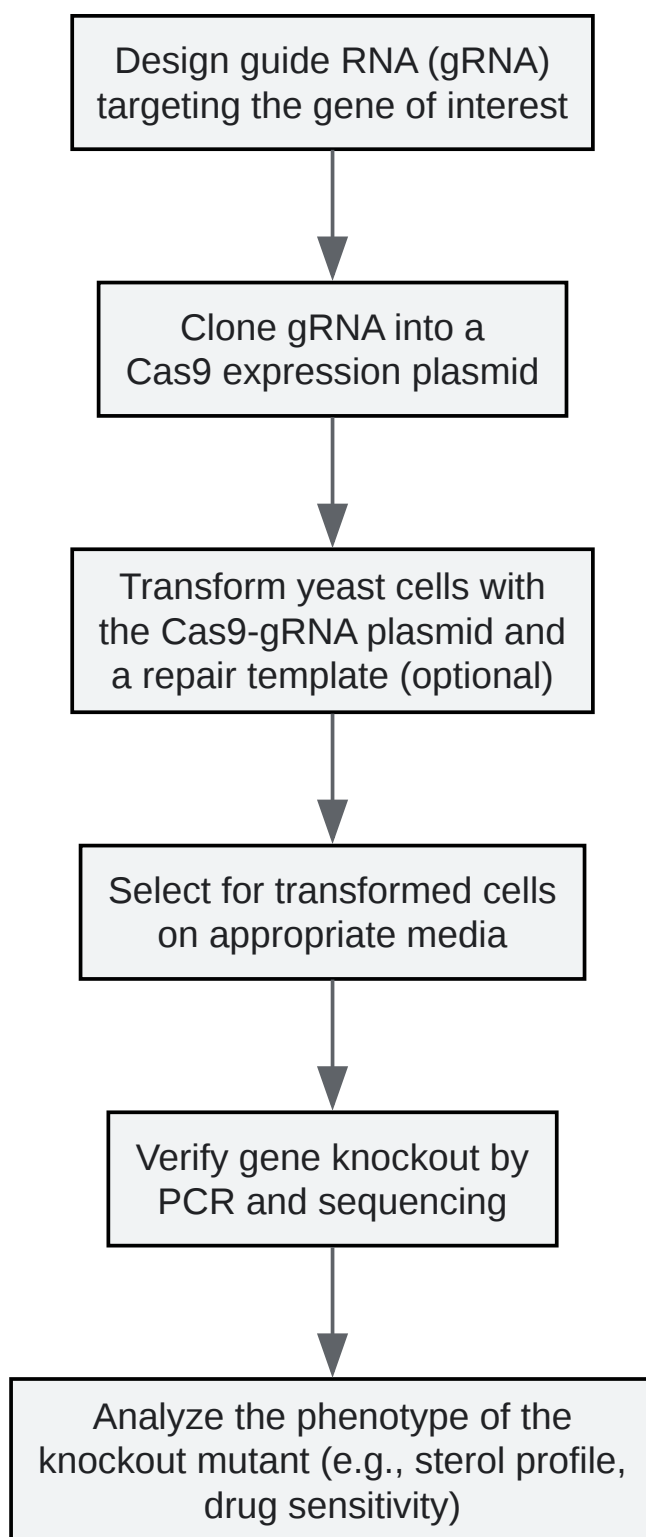 Design guide RNA (gRNA)
targeting the gene of interest
Clone gRNA into a
Cas9 expression plasmid
Transform yeast cells with
the Cas9-gRNA plasmid and
a repair template (optional)
Select for transformed cells
on appropriate media
Verify gene knockout by
PCR and sequencing
Analyze the phenotype of the
knockout mutant (e.g., sterol profile,
drug sensitivity)